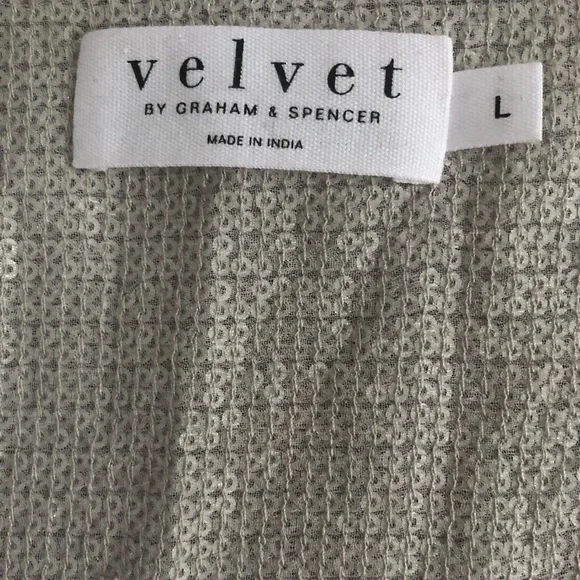 velvet
BY GRAHAM & SPENCER
MADE IN INDIA
L